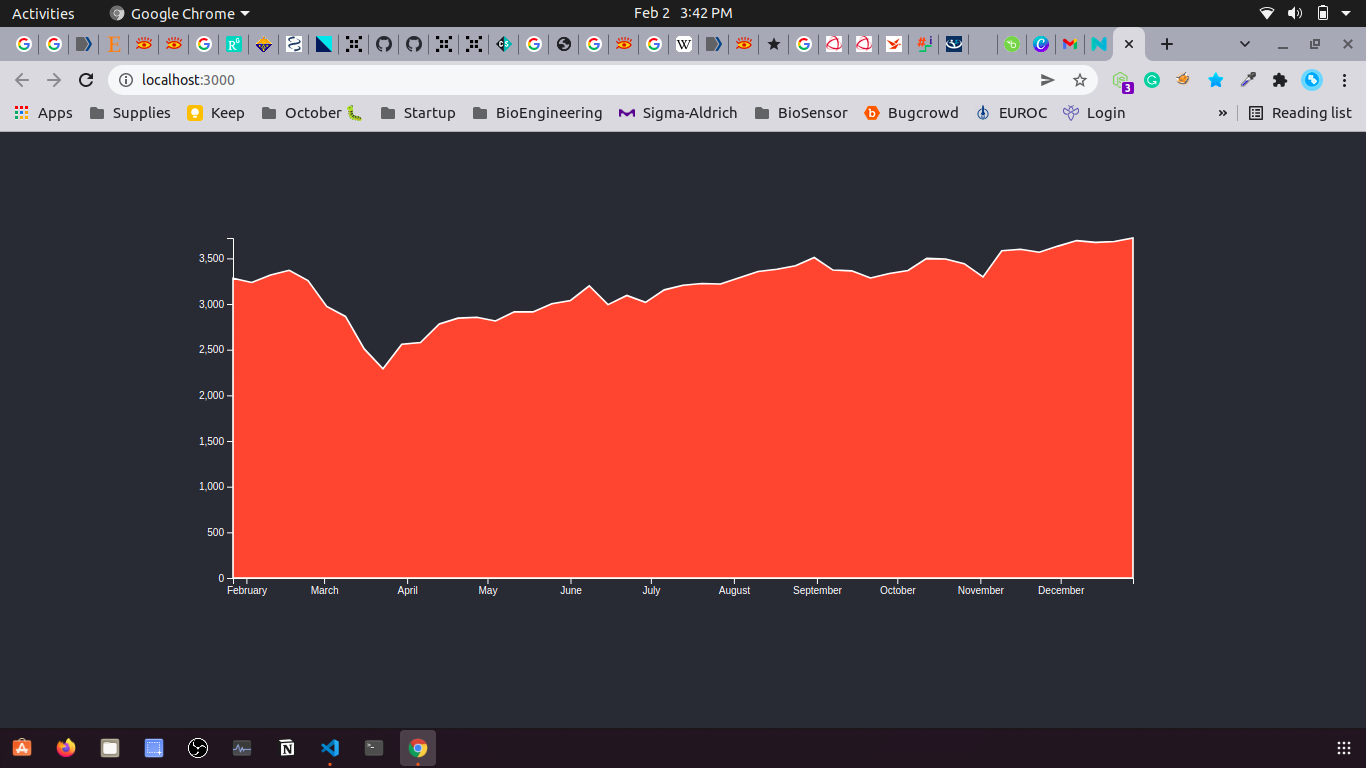 Activities Google Chrome Feb 2 3:42 PM
localhost:3000 3
Apps Supplies Keep October Startup BioEngineering Sigma-Aldrich BioSensor Bugcrowd EUROC Login » Reading list
3,500
3,000
2,500
2,000
1,500
1,000
500
0
February March April May June July August September October November December